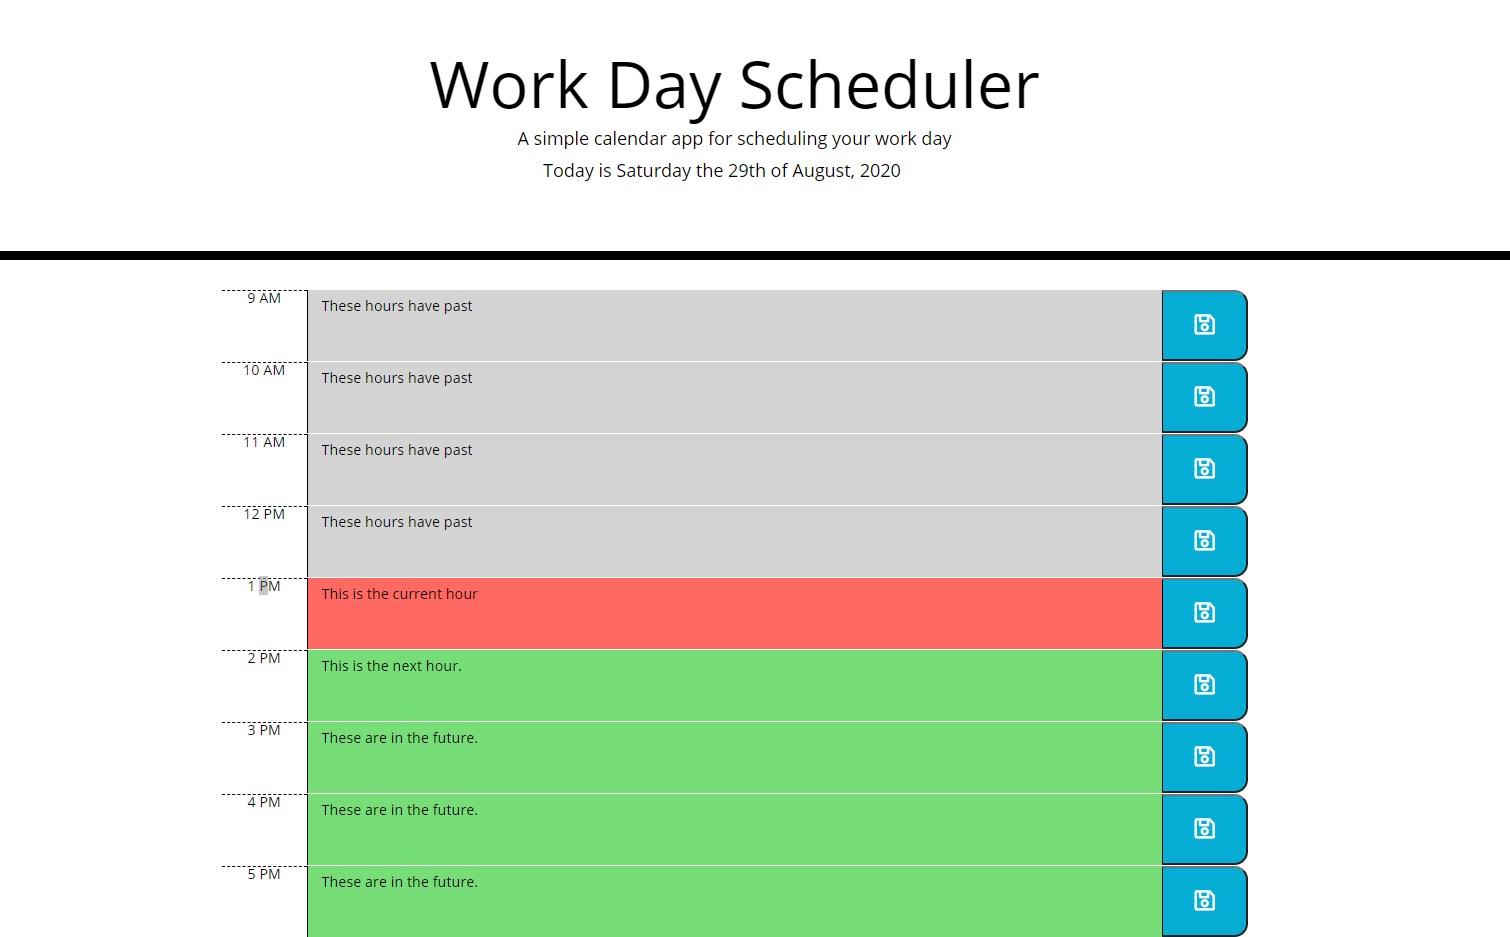 Work Day Scheduler
A simple calendar app for scheduling your work day
Today is Saturday the 29th of August, 2020
9 AM These hours have past
10 AM These hours have past
11 AM These hours have past
12 PM These hours have past
1 PM This is the current hour
2 PM This is the next hour.
3 PM These are in the future.
4 PM These are in the future.
5 PM These are in the future.